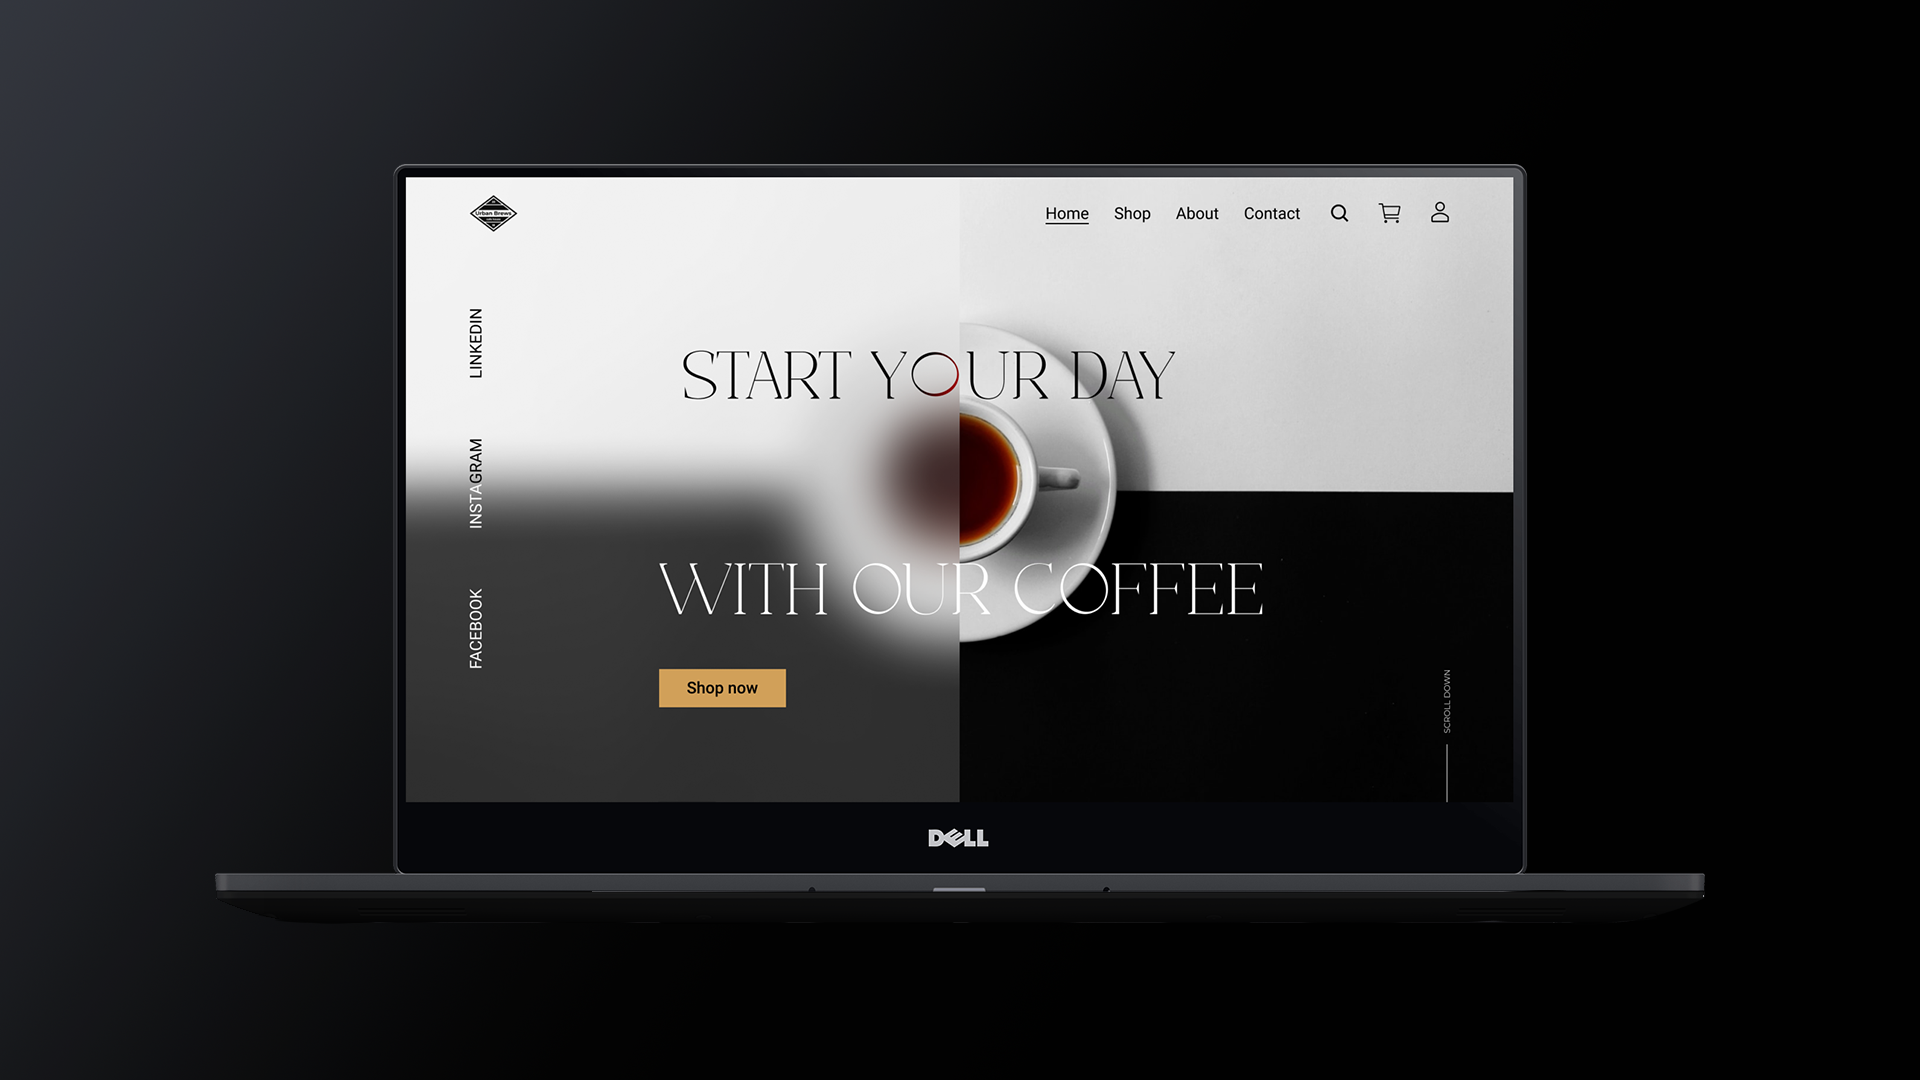 Urban Brews
Home
Shop
About
Contact
LINKEDIN
INSTAGRAM
FACEBOOK
START YOUR DAY
WITH OUR COFFEE
Shop now
SCROLL DOWN
DELL